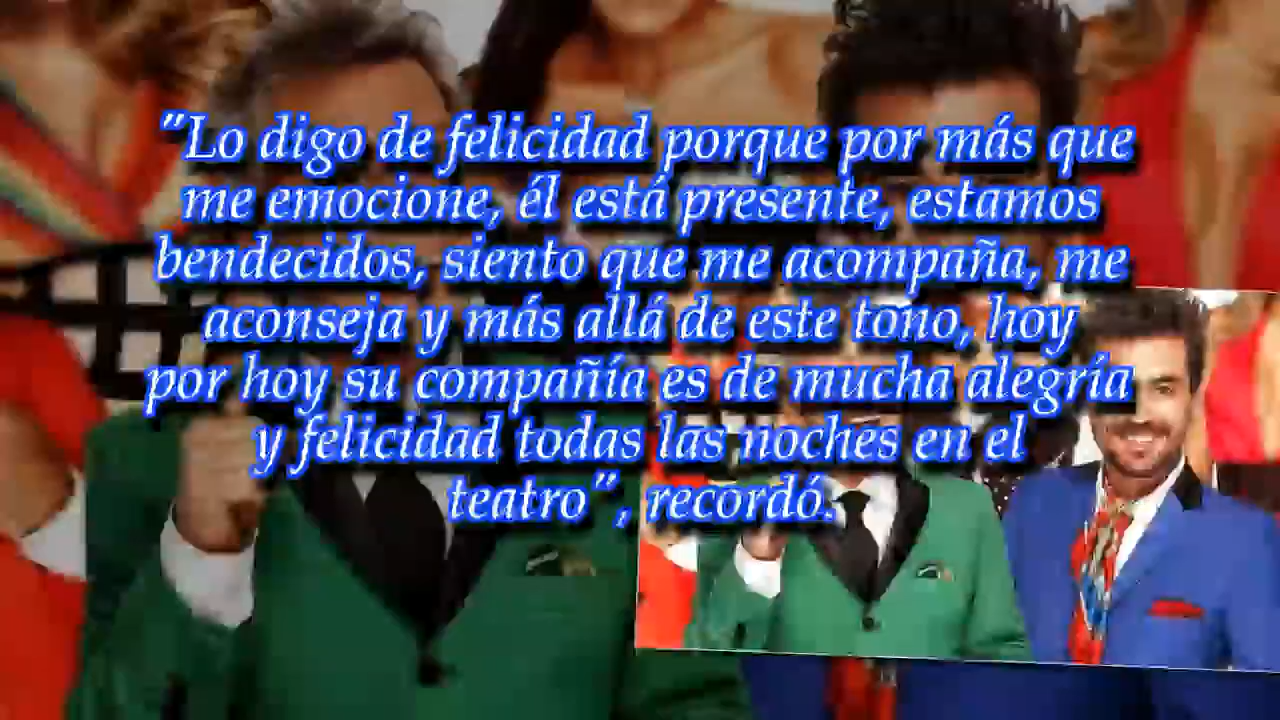 "Lo digo de felicidad porque por más que
me emocione, él está presente, estamos
bendecidos, siento que me acompaña, me
aconseja y más allá de este tono, hoy
por hoy su compañía es de mucha alegría
y felicidad todas las noches en el
teatro", recordó.